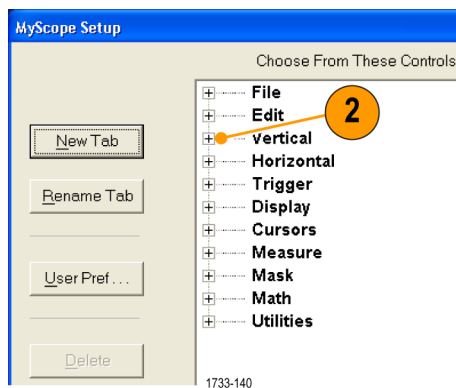 MyScope Setup
Choose From These Controls
File
Edit
2
Vertical
New Tab
Horizontal
Trigger
Rename Tab
Display
Cursors
Measure
User Pref...
Mask
Math
Utilities
Delete
1733-140